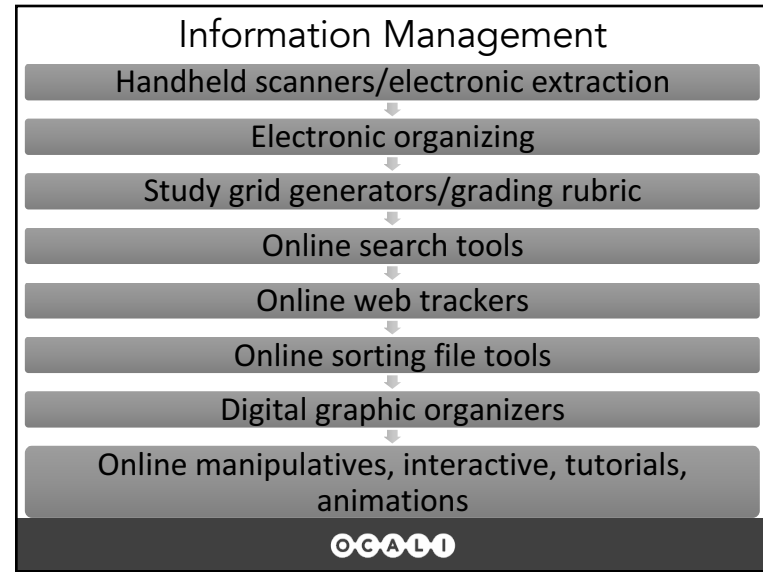 Information Management
Handheld scanners/electronic extraction
Electronic organizing
Study grid generators/grading rubric
Online search tools
Online web trackers
Online sorting file tools
Digital graphic organizers
Online manipulatives, interactive, tutorials,
animations
OCALI